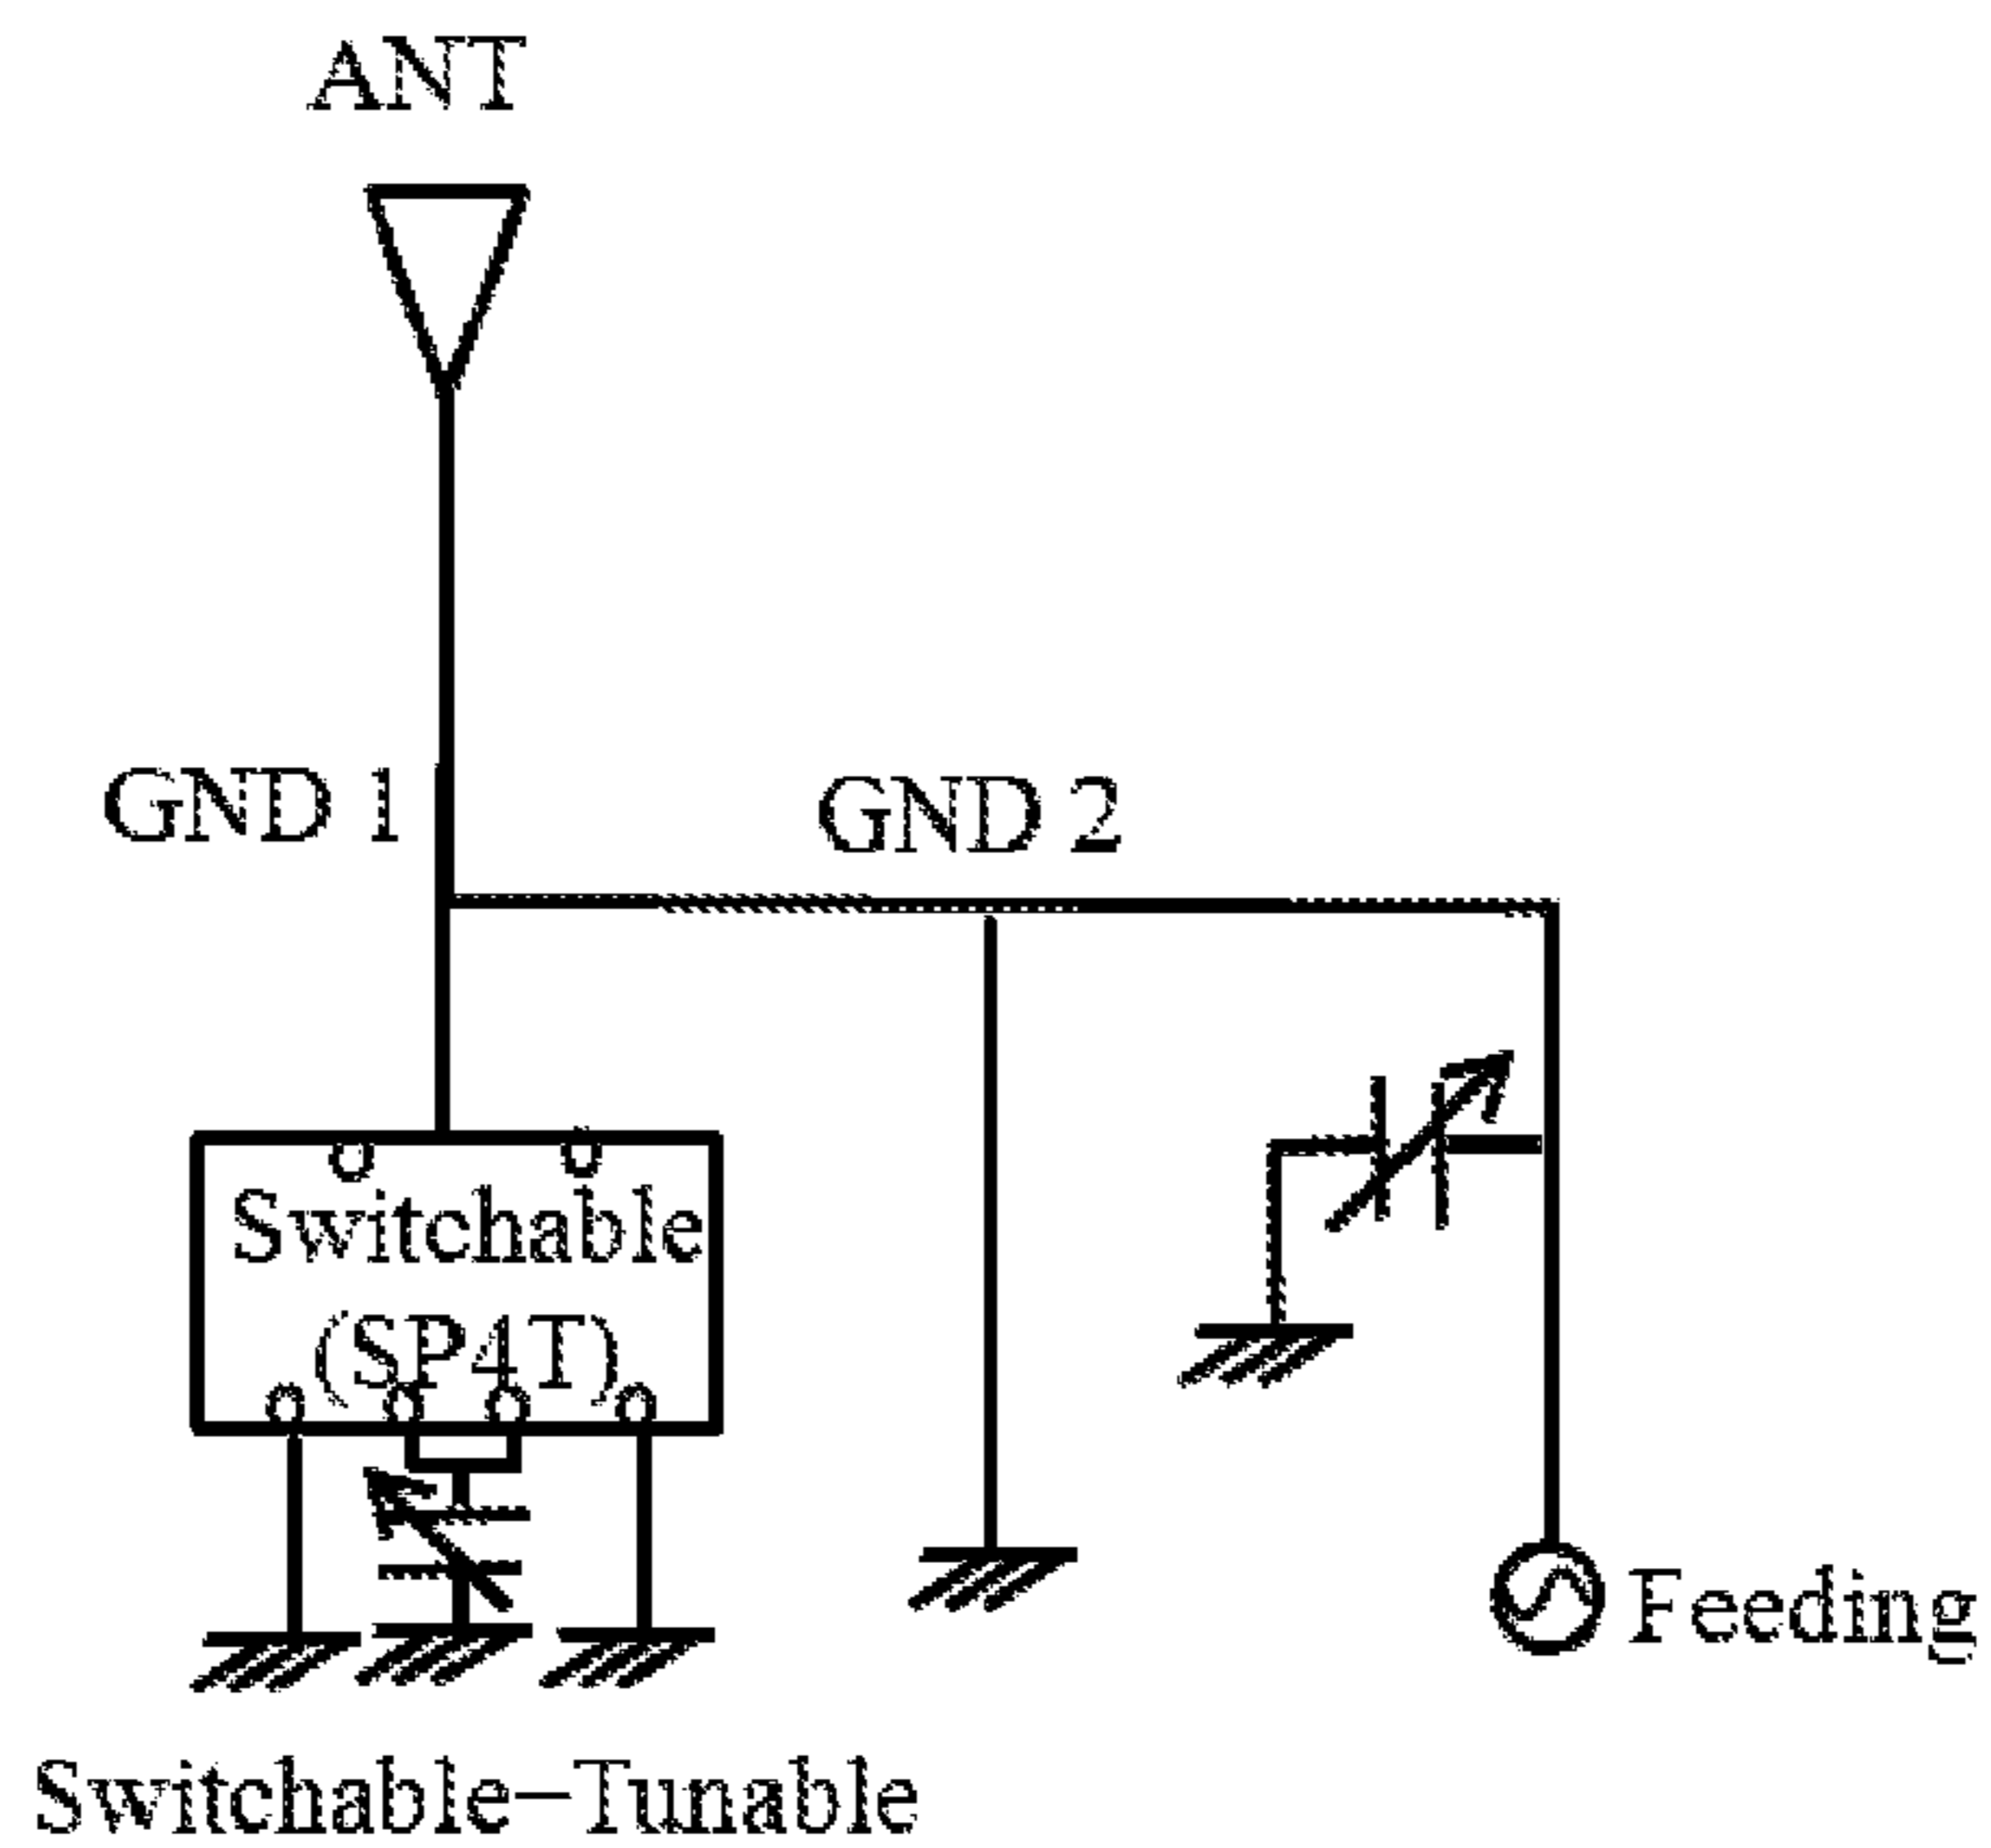 ANT
GND 1
GND 2
Switchable
(SP4T)
Feeding
Switchable-Tunable